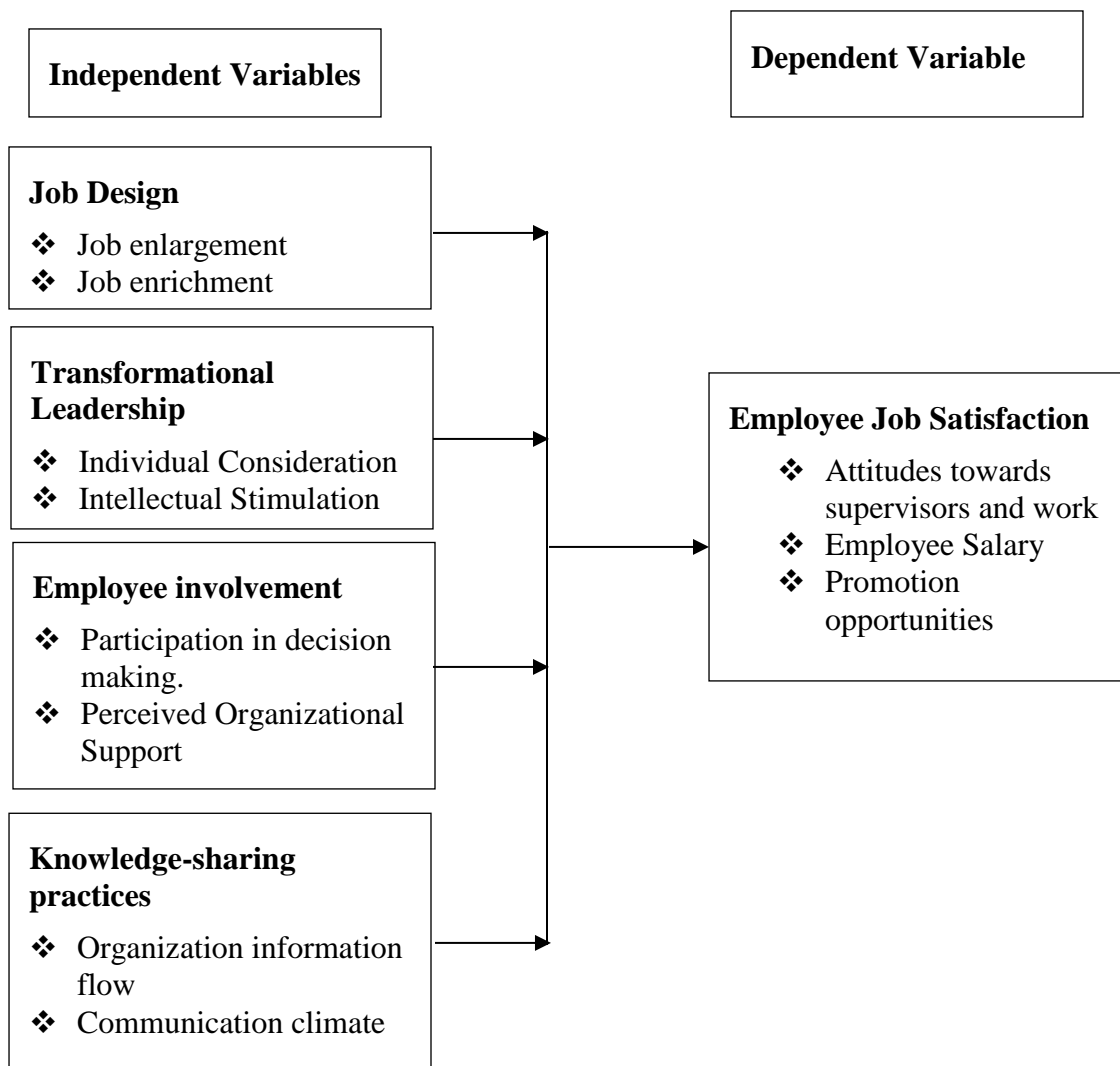 Independent Variables
Dependent Variable
Job Design
❖ Job enlargement
❖ Job enrichment
Transformational
Leadership
❖ Individual Consideration
❖ Intellectual Stimulation
Employee involvement
❖ Participation in decision
making.
❖ Perceived Organizational
Support
Knowledge-sharing
practices
❖ Organization information
flow
❖ Communication climate
Employee Job Satisfaction
❖ Attitudes towards
supervisors and work
❖ Employee Salary
❖ Promotion
opportunities